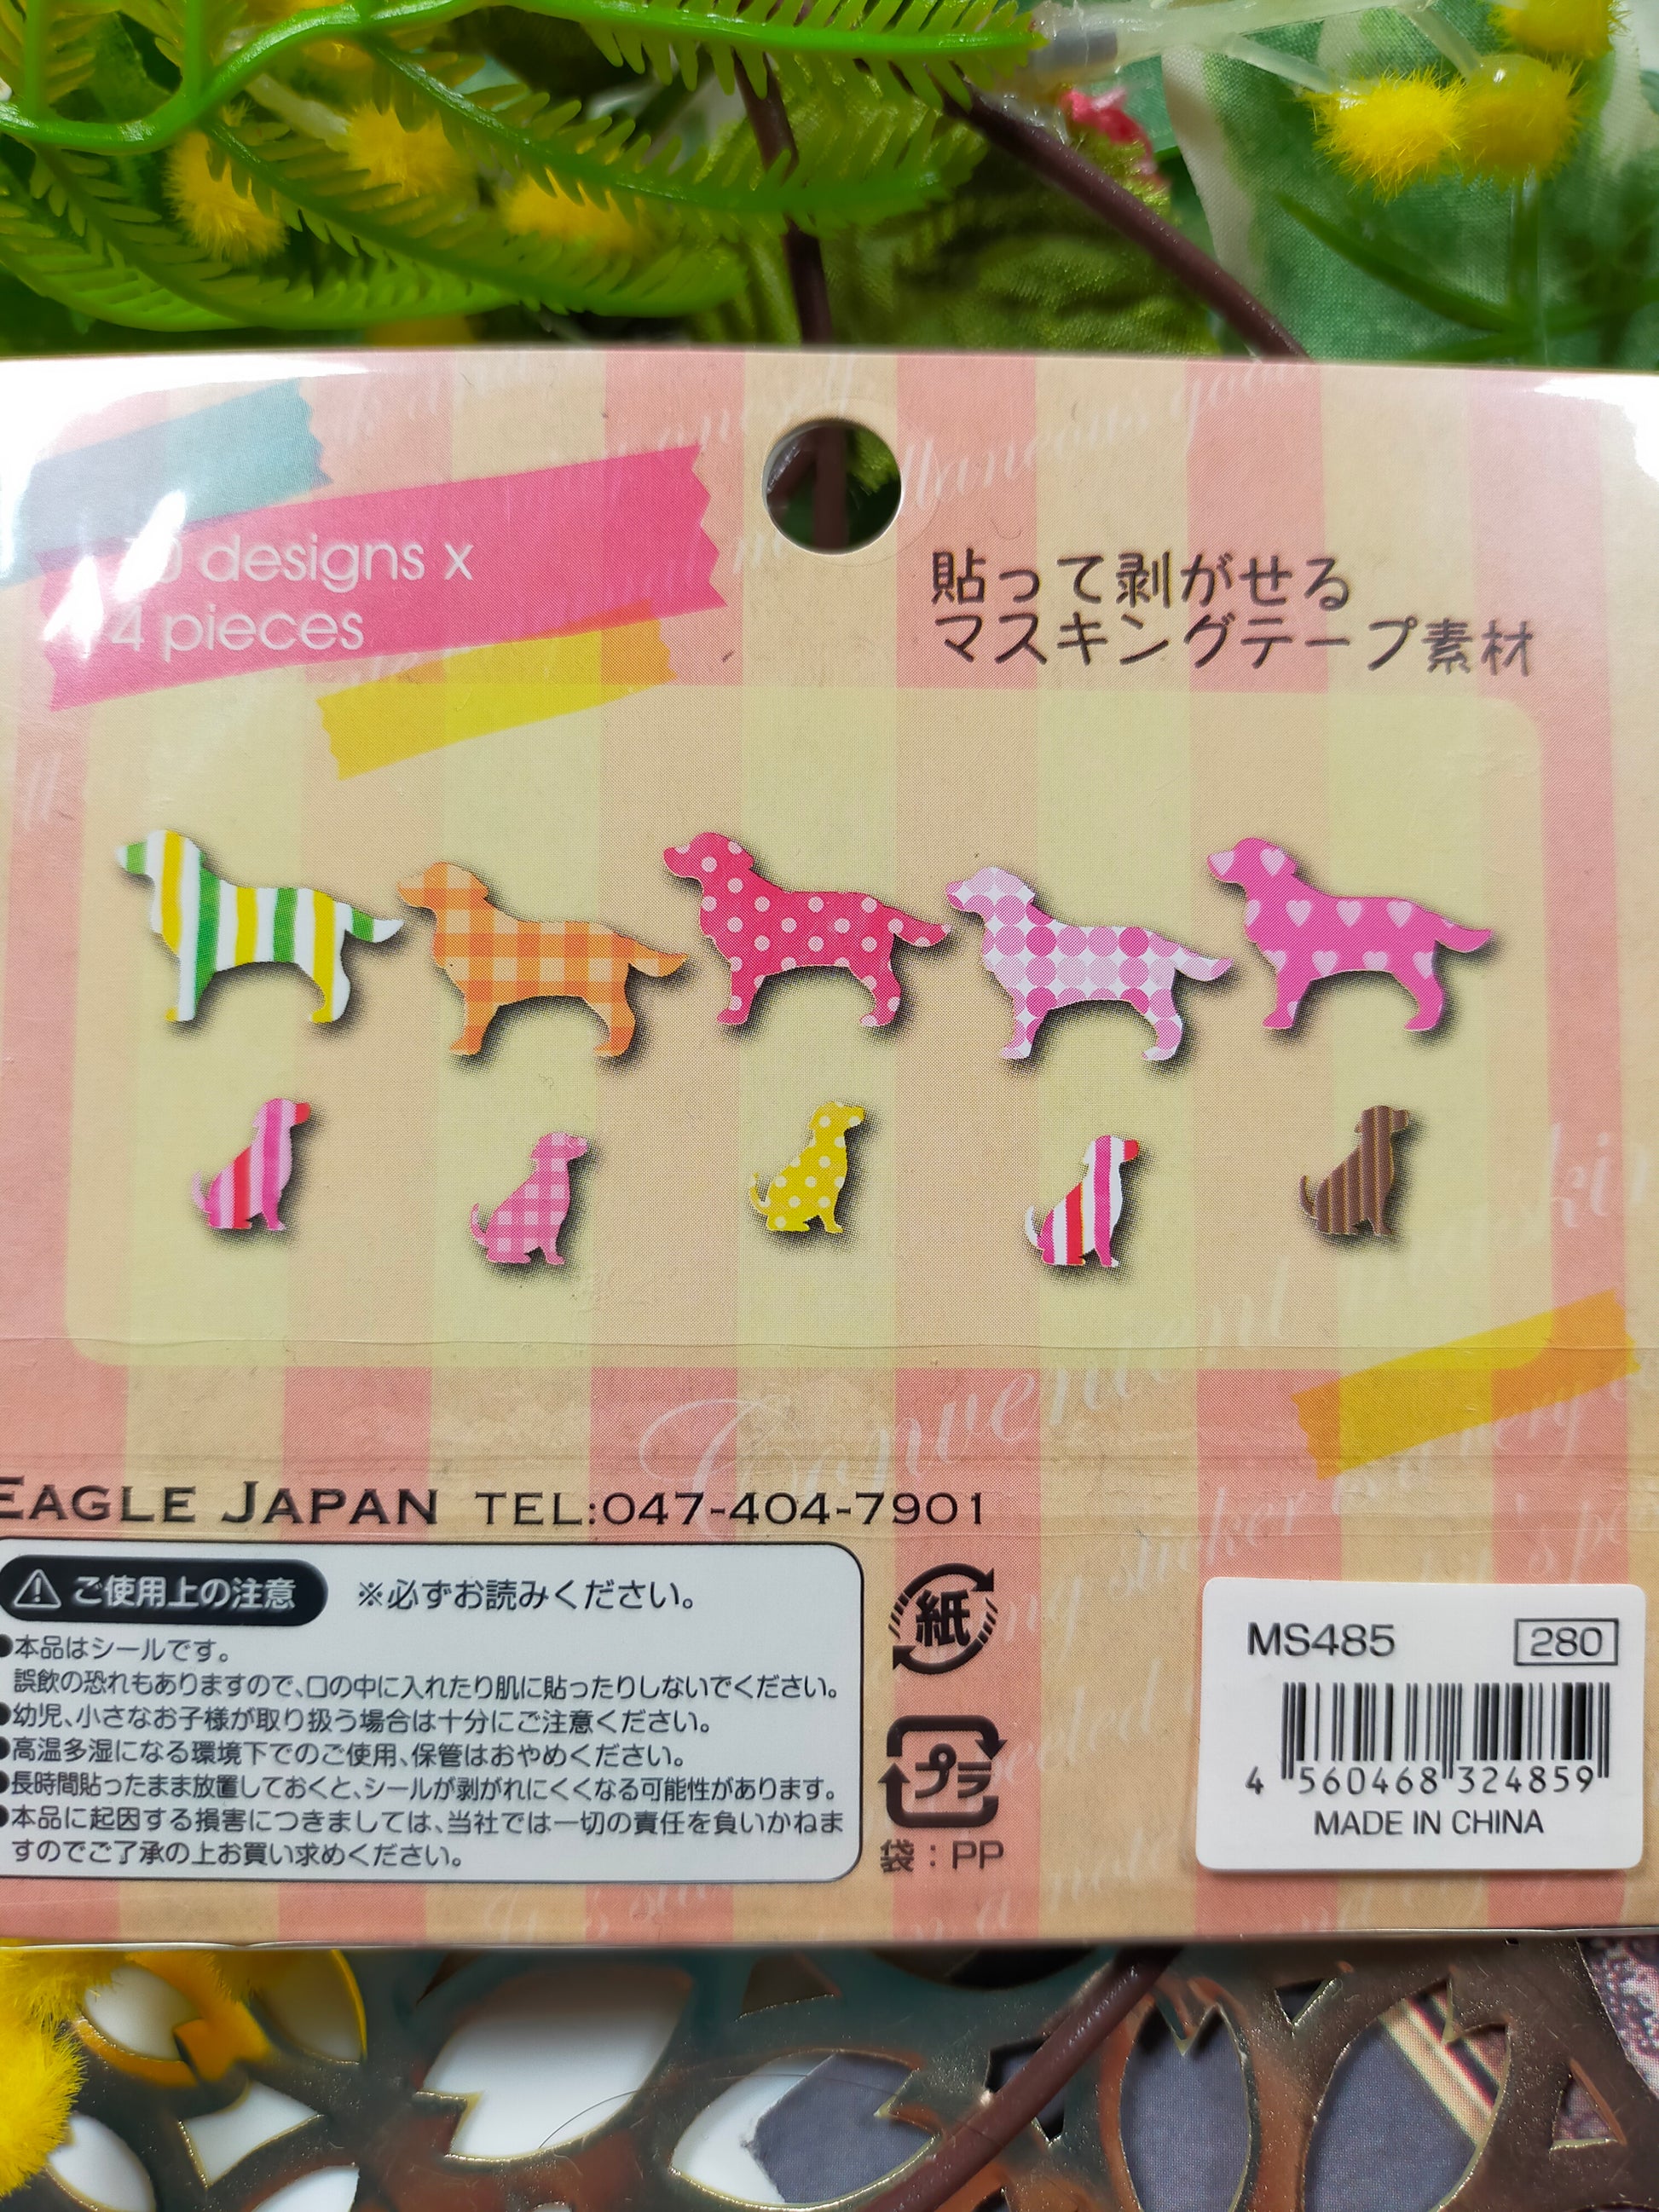 designs x
4 pieces
貼って剥がせる
マスキングテープ素材
Convenient
sticker
EAGLE JAPAN TEL:047-404-7901
ご使用上の注意 ※必ずお読みください。
●本品はシールです。
誤飲の恐れもありますので、口の中に入れたり肌に貼ったりしないでください。
●幼児、小さなお子様が取り扱う場合は十分にご注意ください。
●高温多湿になる環境下でのご使用、保管はおやめください。
●長時間貼ったまま放置しておくと、シールが剥がれにくくなる可能性があります。
●本品に起因する損害につきましては、当社では一切の責任を負いかねま
すのでご了承の上お買い求めください。
紙
プラ
袋：PP
MS485 280
4 560468 324859
MADE IN CHINA